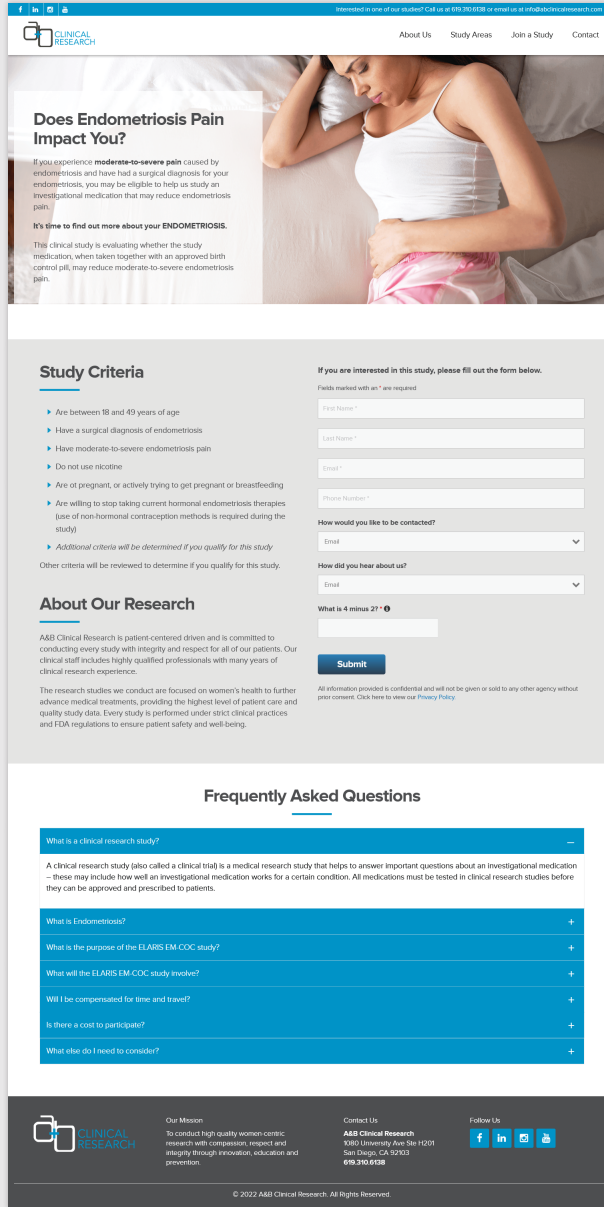 Interested in one of our studies? Call us at 619.310.6138 or email us at info@abclinicalresearch.com
CLINICAL
RESEARCH
About Us
Study Areas
Join a Study
Contact
Does Endometriosis Pain
Impact You?
If you experience moderate-to-severe pain caused by
endometriosis and have had a surgical diagnosis for your
endometriosis, you may be eligible to help us study an
investigational medication that may reduce endometriosis
pain.
It's time to find out more about your ENDOMETRIOSIS.
This clinical study is evaluating whether the study
medication, when taken together with an approved birth
control pill, may reduce moderate-to-severe endometriosis
pain.
Study Criteria
Are between 18 and 49 years of age
Have a surgical diagnosis of endometriosis
Have moderate-to-severe endometriosis pain
Do not use nicotine
Are ot pregnant, or actively trying to get pregnant or breastfeeding
Are willing to stop taking current hormonal endometriosis therapies
(use of non-hormonal contraception methods is required during the
study)
Additional criteria will be determined if you qualify for this study
Other criteria will be reviewed to determine if you qualify for this study.
About Our Research
A&B Clinical Research is patient-centered driven and is committed to
conducting every study with integrity and respect for all of our patients. Our
clinical staff includes highly qualified professionals with many years of
clinical research experience.
The research studies we conduct are focused on women's health to further
advance medical treatments, providing the highest level of patient care and
quality study data. Every study is performed under strict clinical practices
and FDA regulations to ensure patient safety and well-being.
If you are interested in this study, please fill out the form below.
Fields marked with an * are required
First Name *
Last Name *
Email *
Phone Number *
How would you like to be contacted?
Email
How did you hear about us?
Email
What is 4 minus 2? *
Submit
All information provided is confidential and will not be given or sold to any other agency without
prior consent. Click here to view our Privacy Policy.
Frequently Asked Questions
What is a clinical research study?
A clinical research study (also called a clinical trial) is a medical research study that helps to answer important questions about an investigational medication
– these may include how well an investigational medication works for a certain condition. All medications must be tested in clinical research studies before
they can be approved and prescribed to patients.
What is Endometriosis?
What is the purpose of the ELARIS EM-COC study?
What will the ELARIS EM-COC study involve?
Will I be compensated for time and travel?
Is there a cost to participate?
What else do I need to consider?
CLINICAL
RESEARCH
Our Mission
To conduct high quality women-centric
research with compassion, respect and
integrity through innovation, education and
prevention.
Contact Us
A&B Clinical Research
1080 University Ave Ste H201
San Diego, CA 92103
619.310.6138
Follow Us
© 2022 A&B Clinical Research. All Rights Reserved.